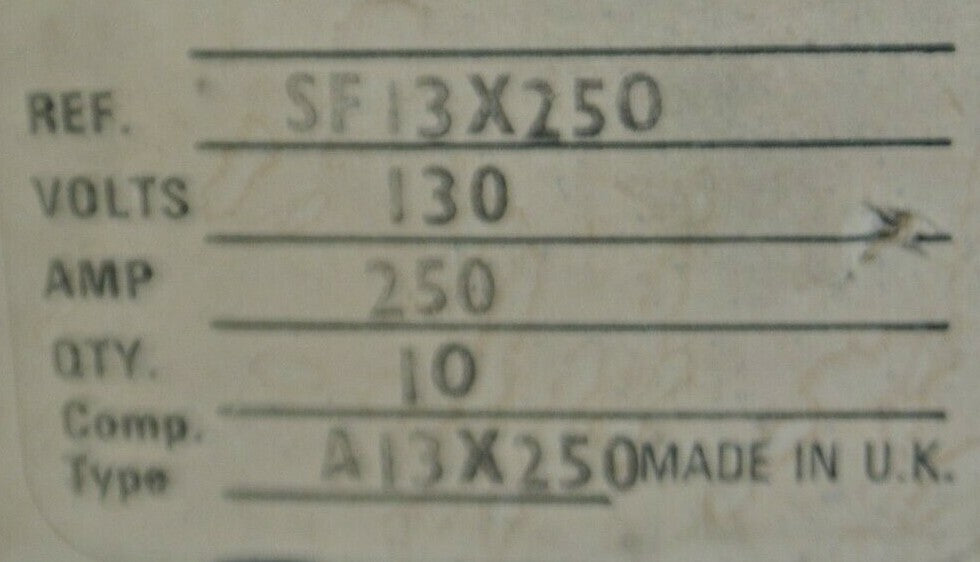 REF. SF13X250
VOLTS 130
AMP 250
QTY. 10
Comp. Type A13X250 MADE IN U.K.